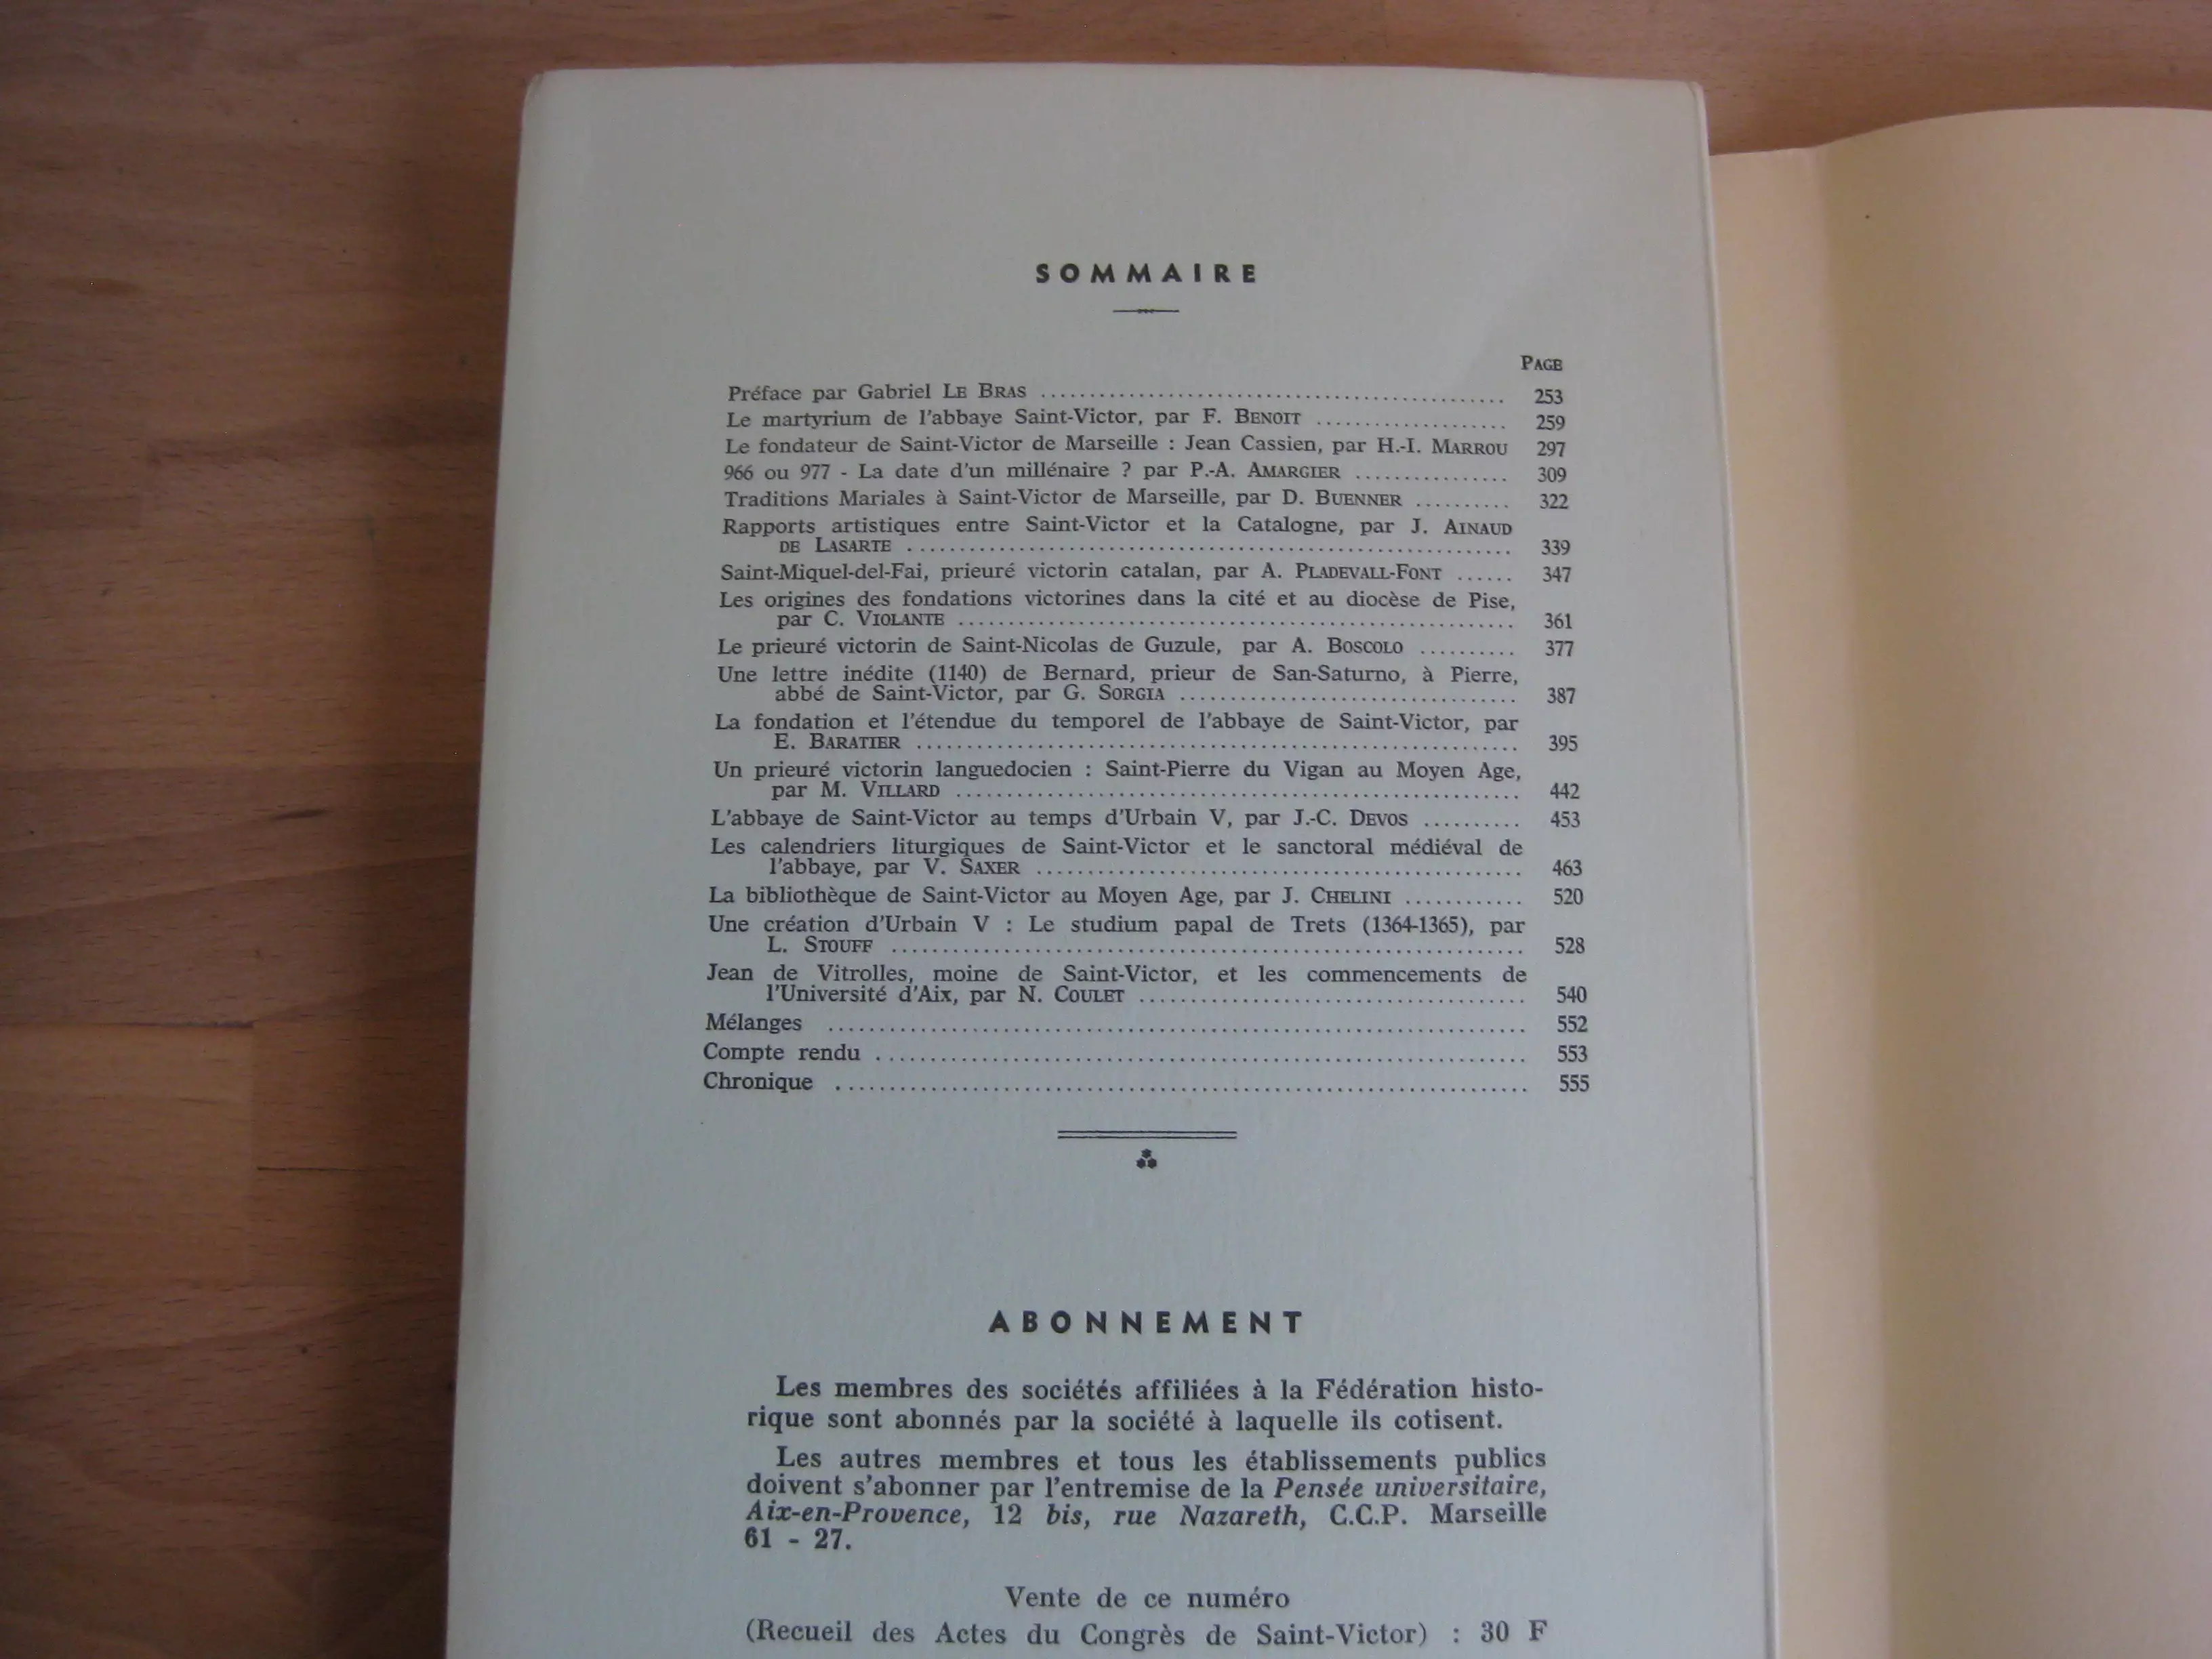 SOMMAIRE
PAGE
Préface par Gabriel LE BRAS .......... 253
Le martyrium de l'abbaye Saint-Victor, par F. BENOIT .......... 259
Le fondateur de Saint-Victor de Marseille : Jean Cassien, par H.-I. MARROU 297
966 ou 977 - La date d'un millénaire ? par P.-A. AMARGIER .......... 309
Traditions Mariales à Saint-Victor de Marseille, par D. BUENNER .......... 322
Rapports artistiques entre Saint-Victor et la Catalogne, par J. AINAUD
DE LASARTE .......... 339
Saint-Miquel-del-Fai, prieuré victorin catalan, par A. PLADEVALL-FONT ...... 347
Les origines des fondations victorines dans la cité et au diocèse de Pise,
par C. VIOLANTE .......... 361
Le prieuré victorin de Saint-Nicolas de Guzule, par A. BOSCOLO .......... 377
Une lettre inédite (1140) de Bernard, prieur de San-Saturno, à Pierre,
abbé de Saint-Victor, par G. SORGIA .......... 387
La fondation et l'étendue du temporel de l'abbaye de Saint-Victor, par
E. BARATIER .......... 395
Un prieuré victorin languedocien : Saint-Pierre du Vigan au Moyen Age,
par M. VILLARD .......... 442
L'abbaye de Saint-Victor au temps d'Urbain V, par J.-C. DEVOS .......... 453
Les calendriers liturgiques de Saint-Victor et le sanctoral médiéval de
l'abbaye, par V. SAXER .......... 463
La bibliothèque de Saint-Victor au Moyen Age, par J. CHELINI .......... 520
Une création d'Urbain V : Le studium papal de Trets (1364-1365), par
L. STOUFF .......... 528
Jean de Vitrolles, moine de Saint-Victor, et les commencements de
l'Université d'Aix, par N. COULET .......... 540
Mélanges .......... 552
Compte rendu .......... 553
Chronique .......... 555
ABONNEMENT
Les membres des sociétés affiliées à la Fédération histo-
rique sont abonnés par la société à laquelle ils cotisent.
Les autres membres et tous les établissements publics
doivent s'abonner par l'entremise de la Pensée universitaire,
Aix-en-Provence, 12 bis, rue Nazareth, C.C.P. Marseille
61 - 27.
Vente de ce numéro
(Recueil des Actes du Congrès de Saint-Victor) : 30 F